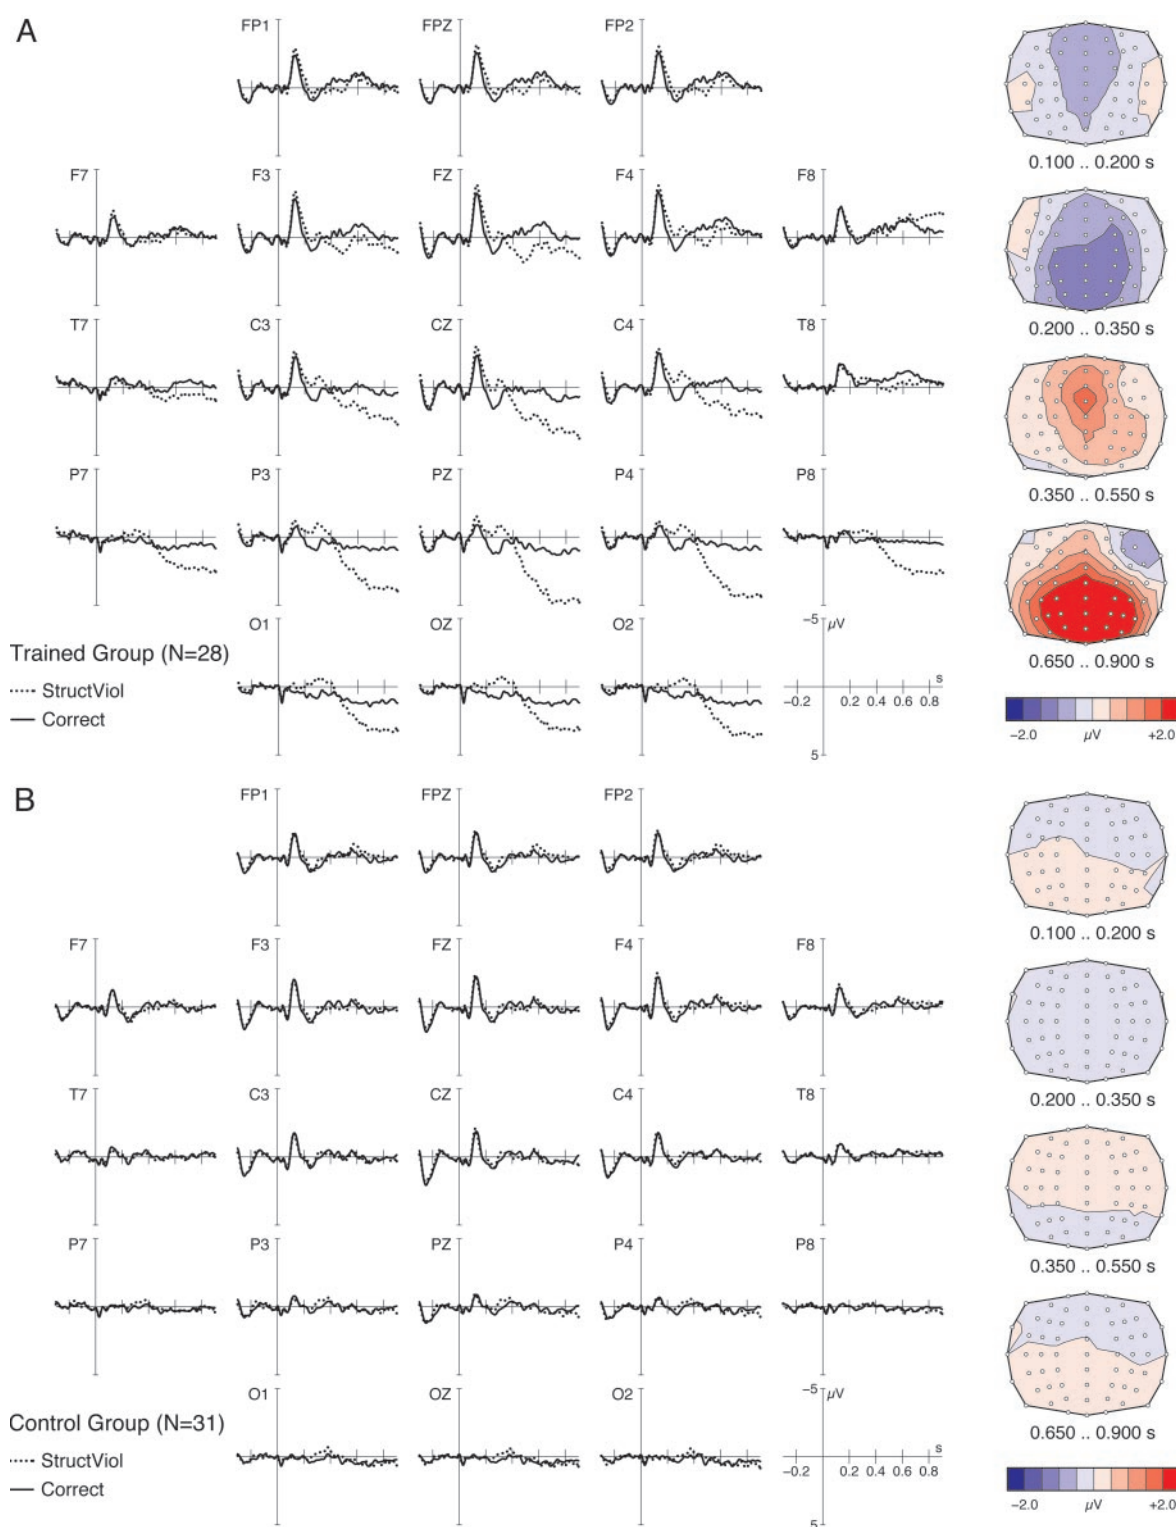 A
FP1 FPZ FP2
0.100 .. 0.200 s
F7 F3 FZ F4 F8
0.200 .. 0.350 s
T7 C3 CZ C4 T8
0.350 .. 0.550 s
P7 P3 PZ P4 P8
O1 OZ O2 −5 µV
Trained Group (N=28)
0.650 .. 0.900 s
StructViol
s
−0.2 0.2 0.4 0.6 0.8
Correct
−2.0 µV +2.0
5
B
FP1 FPZ FP2
0.100 .. 0.200 s
F7 F3 FZ F4 F8
0.200 .. 0.350 s
T7 C3 CZ C4 T8
0.350 .. 0.550 s
P7 P3 PZ P4 P8
O1 OZ O2 −5 µV
Control Group (N=31)
0.650 .. 0.900 s
StructViol
s
−0.2 0.2 0.4 0.6 0.8
Correct
−2.0 µV +2.0
5